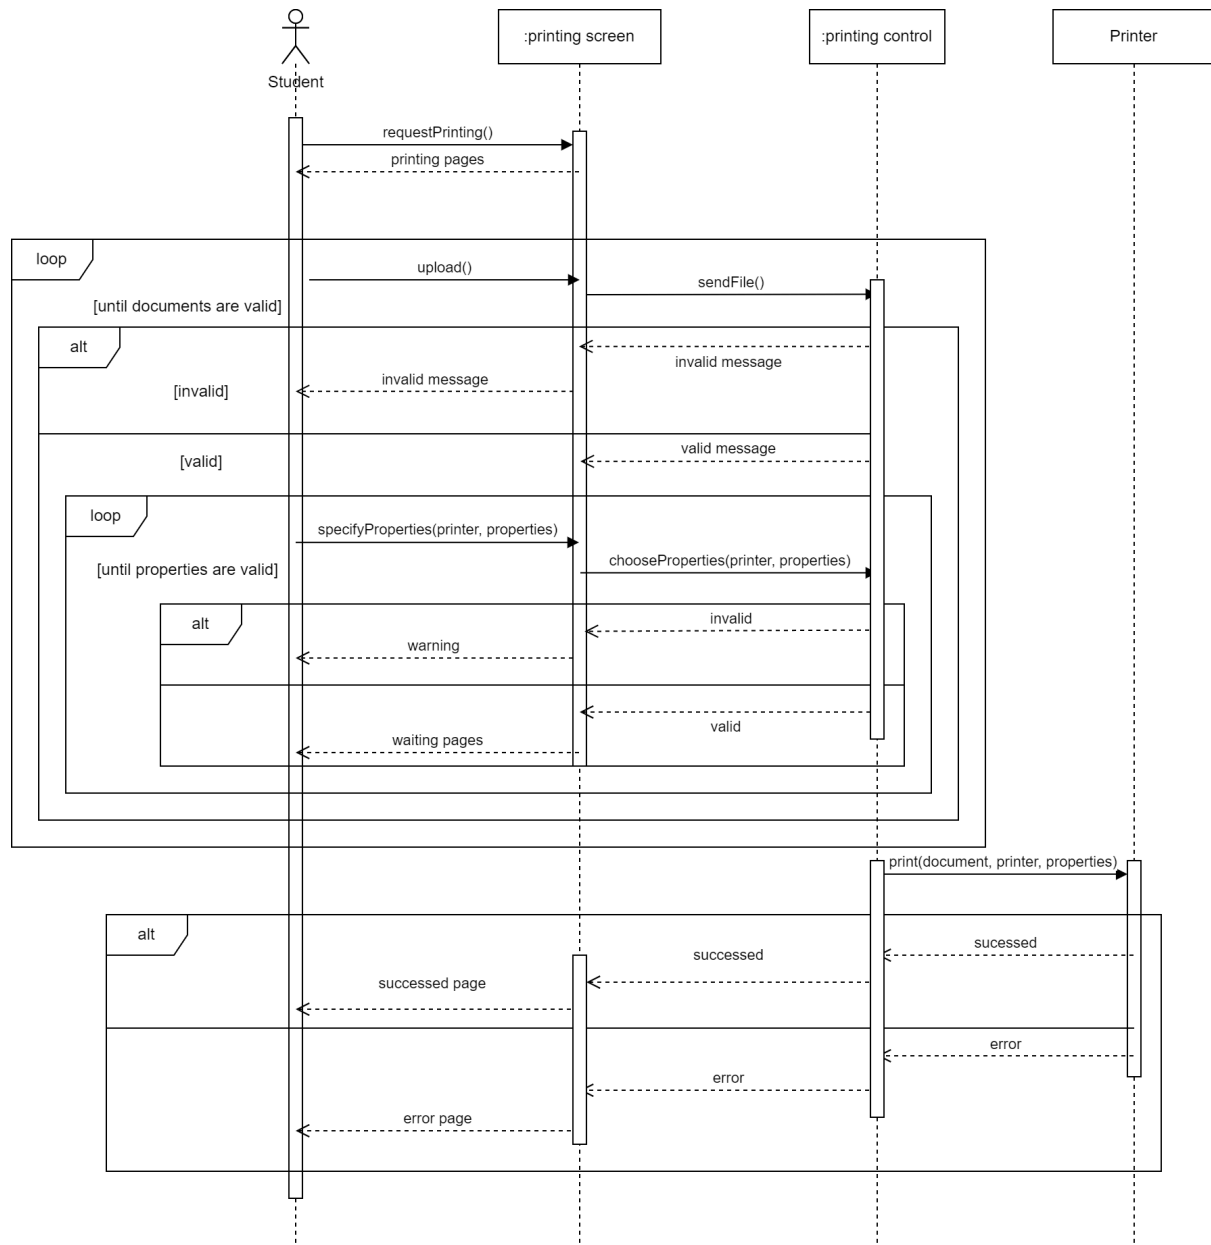 :printing screen
:printing control
Printer
Student
requestPrinting()
printing pages
loop
upload()
sendFile()
[until documents are valid]
alt
invalid message
invalid message
[invalid]
valid message
[valid]
loop
specifyProperties(printer, properties)
chooseProperties(printer, properties)
[until properties are valid]
alt
invalid
warning
valid
waiting pages
print(document, printer, properties)
alt
sucessed
successed
successed page
error
error
error page